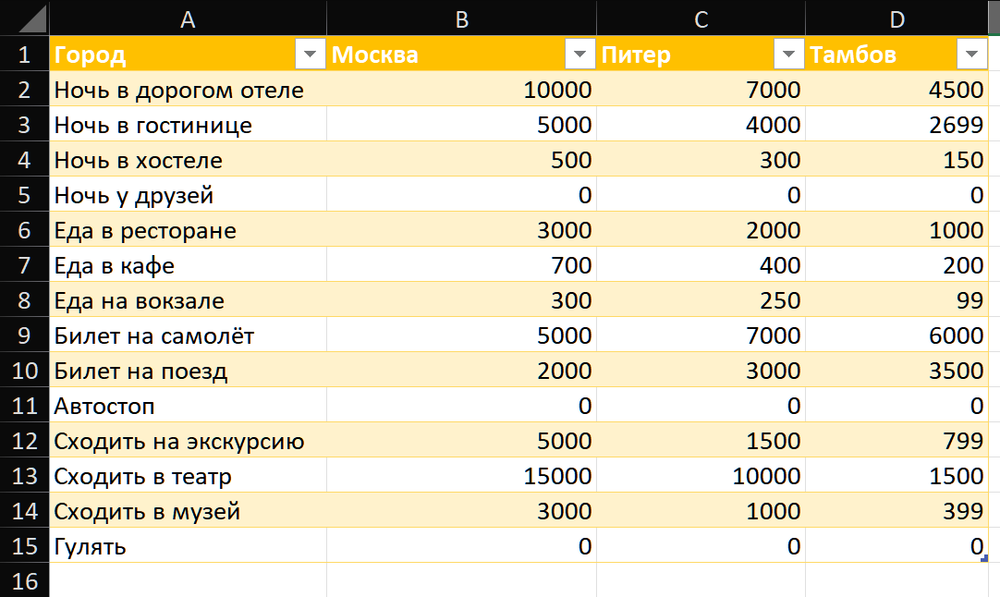 A B C D
1 Город Москва Питер Тамбов
2 Ночь в дорогом отеле 10000 7000 4500
3 Ночь в гостинице 5000 4000 2699
4 Ночь в хостеле 500 300 150
5 Ночь у друзей 0 0 0
6 Еда в ресторане 3000 2000 1000
7 Еда в кафе 700 400 200
8 Еда на вокзале 300 250 99
9 Билет на самолёт 5000 7000 6000
10 Билет на поезд 2000 3000 3500
11 Автостоп 0 0 0
12 Сходить на экскурсию 5000 1500 799
13 Сходить в театр 15000 10000 1500
14 Сходить в музей 3000 1000 399
15 Гулять 0 0 0
16